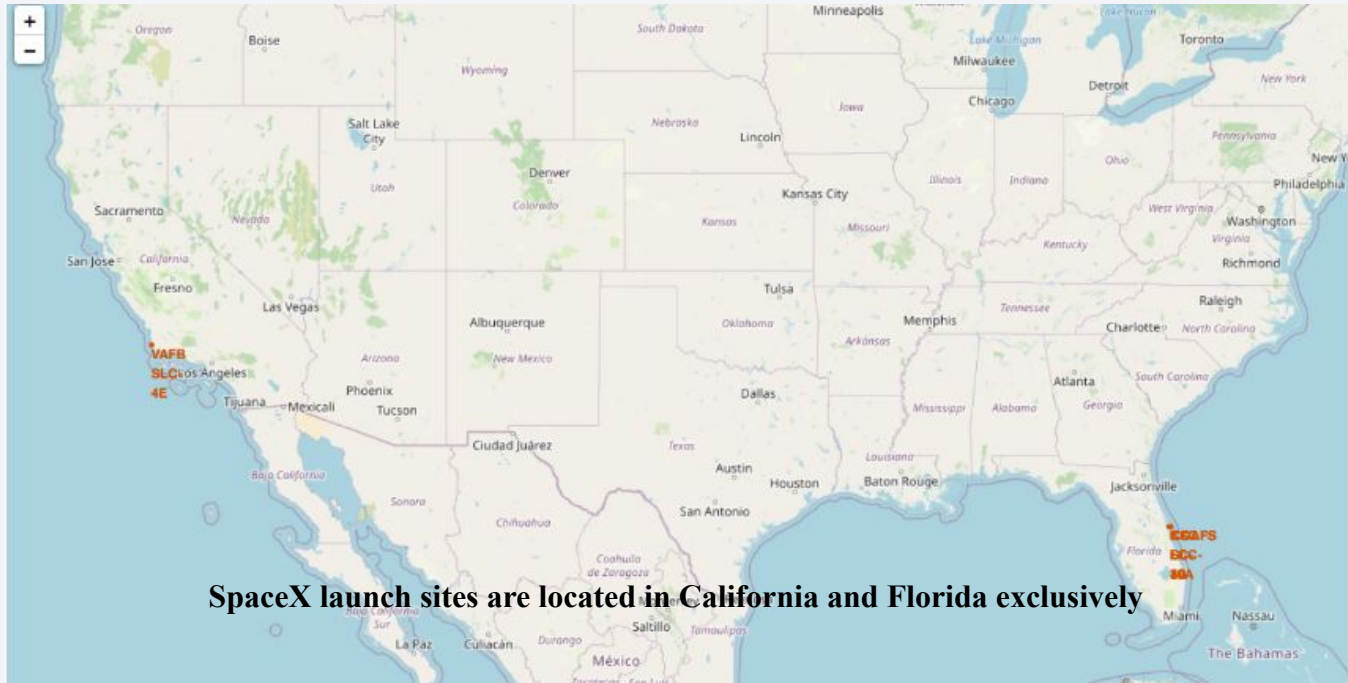 +
−
Oregon
Boise
South Dakota
Minneapolis
Lake Huron
Toronto
Lake Michigan
Milwaukee
Wyoming
Detroit
New York
Chicago
Iowa
Salt Lake
City
Nebraska
Lincoln
Pennsylvania
New Y
Ohio
Denver
Utah
Illinois
Indiana
Philadelphia
Kansas City
Colorado
Sacramento
Nevada
Kansas
Missouri
West Virginia
Washington
Virginia
Kentucky
San Jose
California
Richmond
Fresno
Tulsa
Las Vegas
Raleigh
Tennessee
Albuquerque
Oklahoma
Memphis
Charlotte
North Carolina
Arkansas
VAFB
SLC-
4E
Los Angeles
Arizona
New Mexico
South Carolina
Atlanta
Phoenix
Dallas
Tijuana
Mexicali
Tucson
Mississippi
Alabama
Georgia
Ciudad Juárez
Texas
Louisiana
Austin
Baton Rouge
Baja California
Houston
Jacksonville
Sonora
San Antonio
Chihuahua
Florida
Coahuila
de Zaragoza
SpaceX launch sites are located in California and Florida exclusively
Baja California
Sur
Monterrey
Saltillo
Tamaulipas
Miami
Nassau
La Paz
Culiacán
Durango
The Bahamas
México